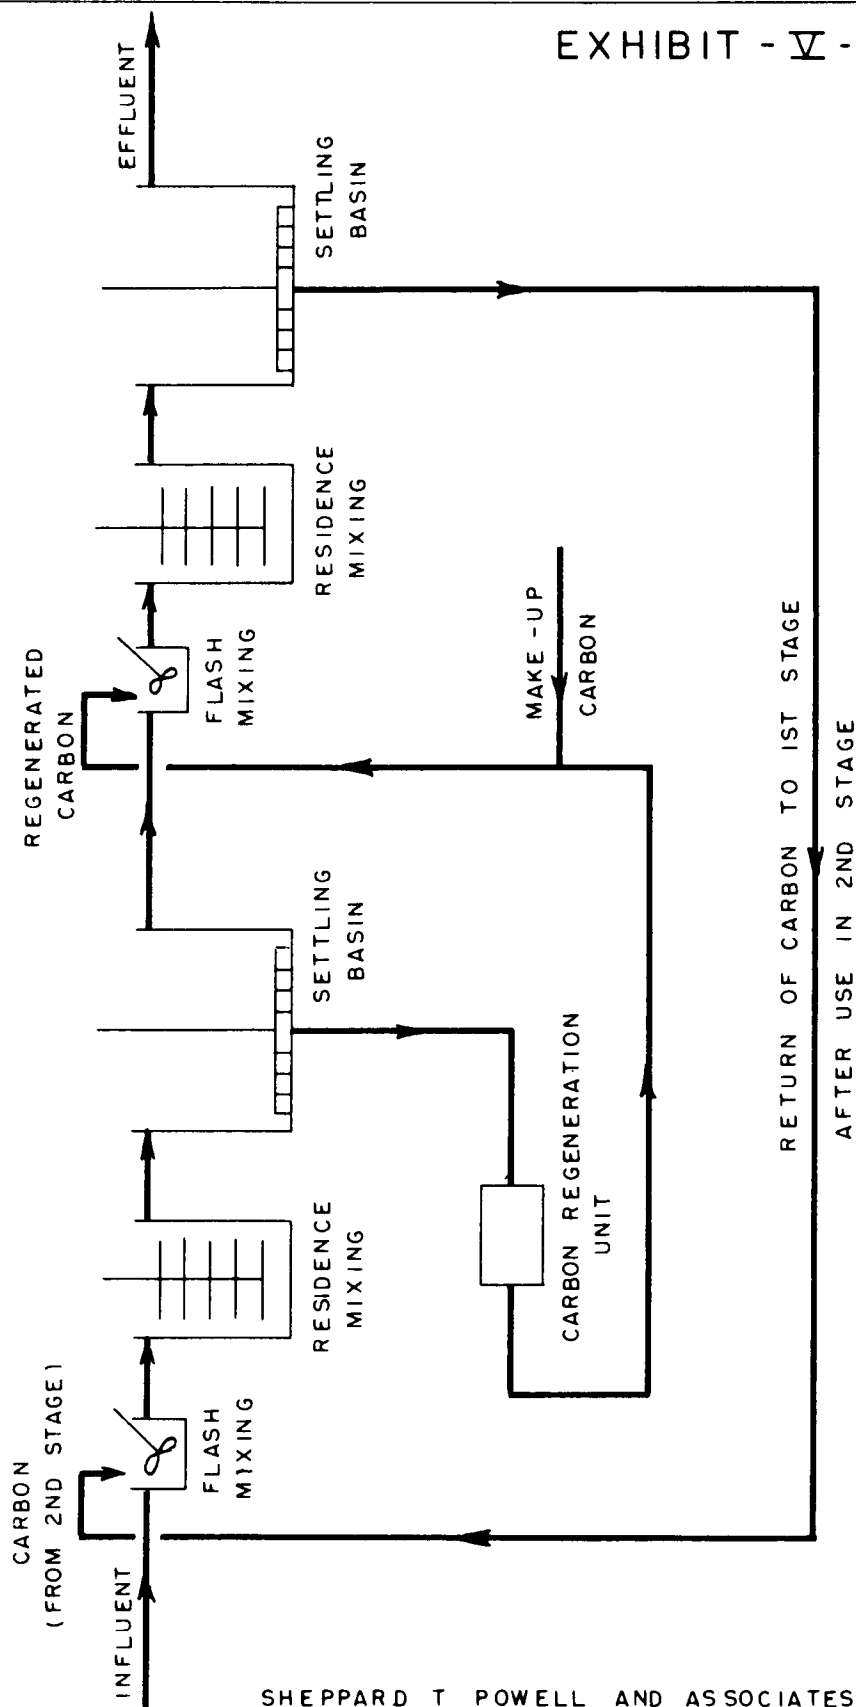 EXHIBIT - V -
EFFLUENT
SETTLING
BASIN
RESIDENCE
MIXING
FLASH
MIXING
REGENERATED
CARBON
MAKE-UP
CARBON
SETTLING
BASIN
CARBON REGENERATION
UNIT
RESIDENCE
MIXING
FLASH
MIXING
CARBON
(FROM 2ND STAGE)
INFLUENT
RETURN OF CARBON TO 1ST STAGE
AFTER USE IN 2ND STAGE
SHEPPARD T POWELL AND ASSOCIATES